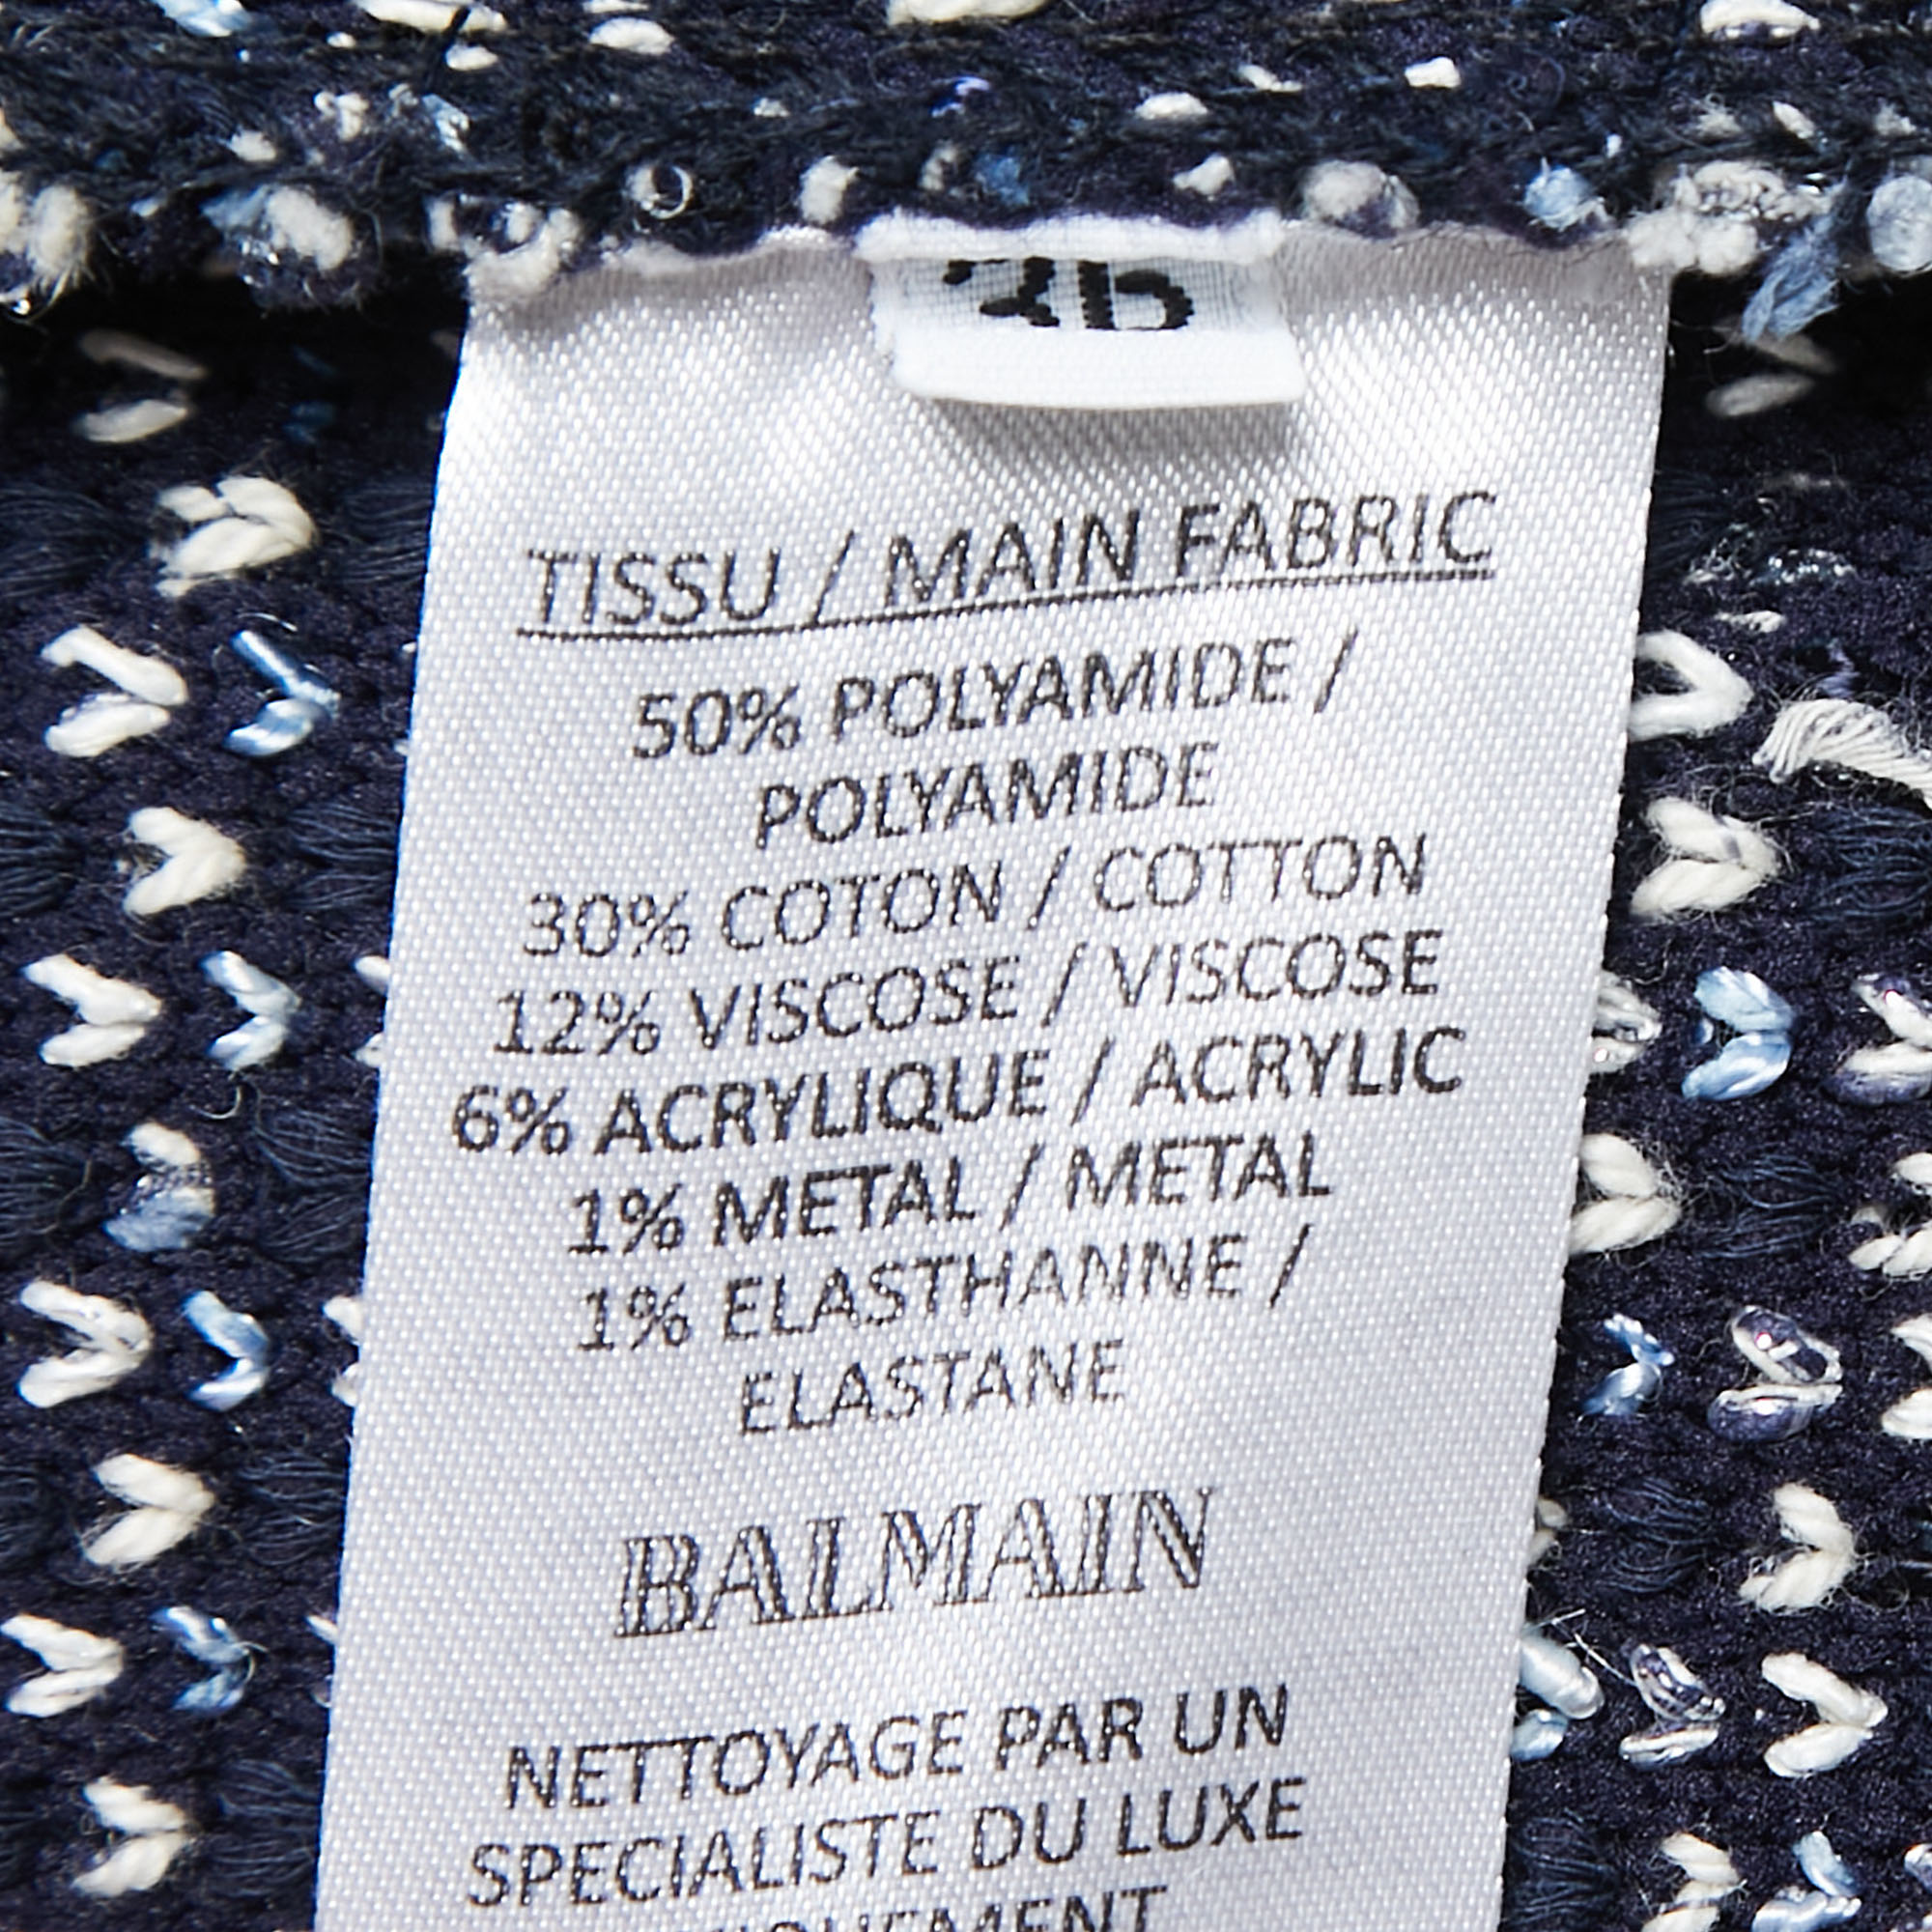 TISSU / MAIN FABRIC
50% POLYAMIDE /
POLYAMIDE
30% COTON / COTTON
12% VISCOSE / VISCOSE
6% ACRYLIQUE / ACRYLIC
1% METAL / METAL
1% ELASTHANNE /
ELASTANE
BALMAIN
NETTOYAGE PAR UN
SPECIALISTE DU LUXE